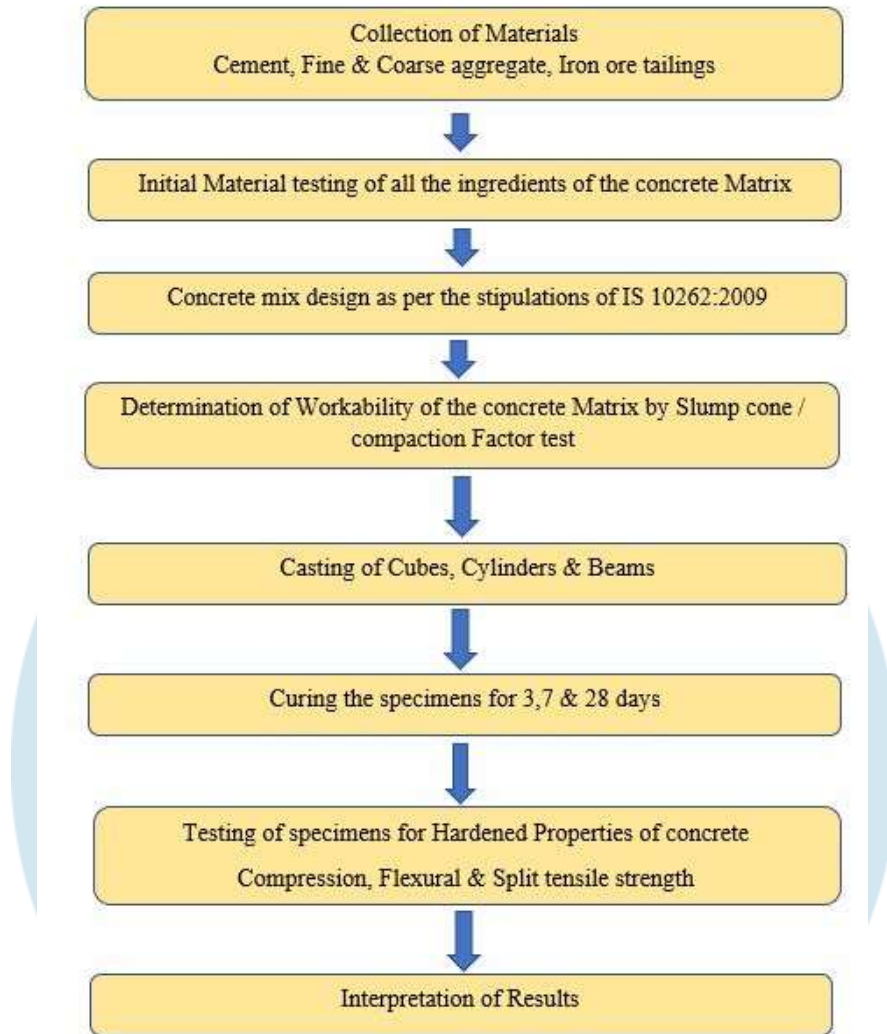 Collection of Materials
Cement, Fine & Coarse aggregate, Iron ore tailings
Initial Material testing of all the ingredients of the concrete Matrix
Concrete mix design as per the stipulations of IS 10262:2009
Determination of Workability of the concrete Matrix by Slump cone /
compaction Factor test
Casting of Cubes, Cylinders & Beams
Curing the specimens for 3,7 & 28 days
Testing of specimens for Hardened Properties of concrete
Compression, Flexural & Split tensile strength
Interpretation of Results